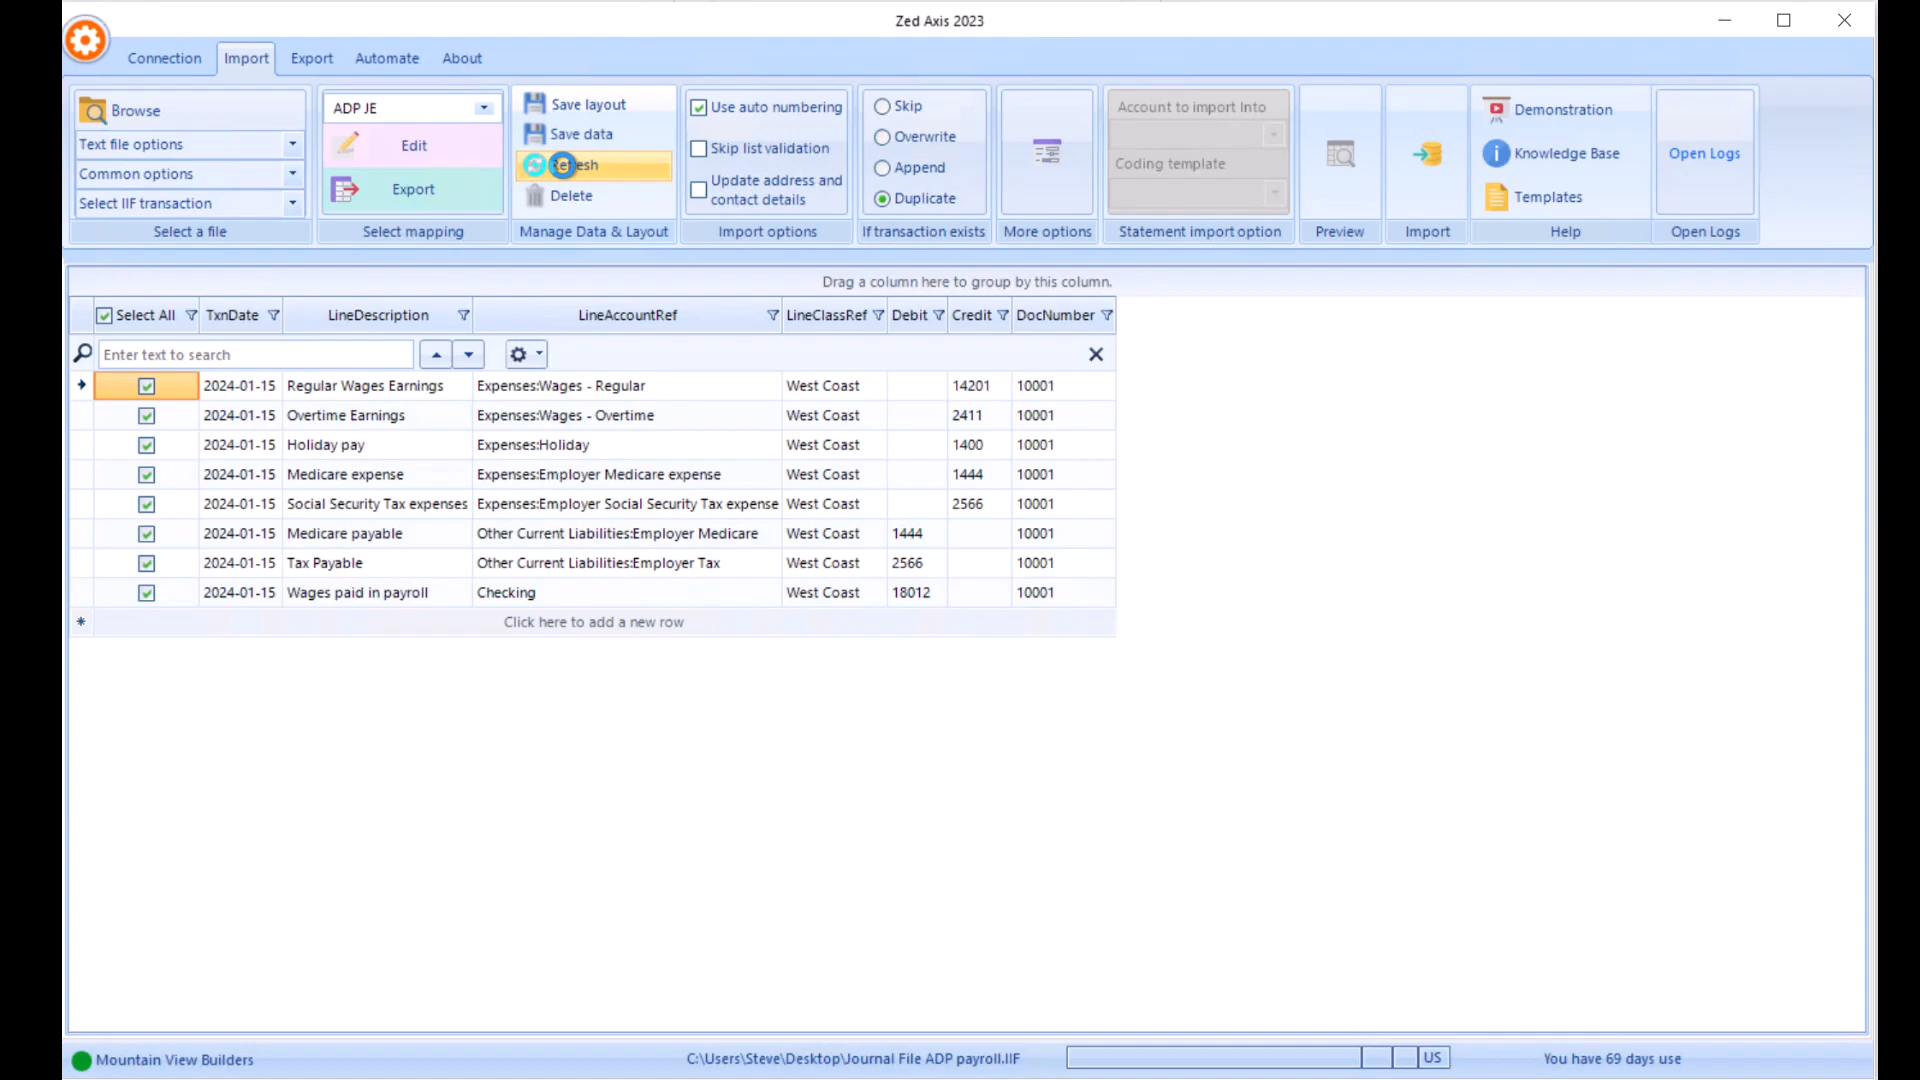 Zed Axis 2023
Connection Import Export Automate About
Browse
Text file options
Common options
Select IIF transaction
Select a file
ADP JE
Edit
Export
Select mapping
Save layout
Save data
Refresh
Delete
Manage Data & Layout
Use auto numbering
Skip list validation
Update address and
contact details
Import options
Skip
Overwrite
Append
Duplicate
If transaction exists
More options
Account to import Into
Coding template
Statement import option
Preview
Import
Demonstration
Knowledge Base
Templates
Help
Open Logs
Open Logs
Drag a column here to group by this column.
Select All TxnDate LineDescription LineAccountRef LineClassRef Debit Credit DocNumber
Enter text to search
2024-01-15 Regular Wages Earnings Expenses:Wages - Regular West Coast 14201 10001
2024-01-15 Overtime Earnings Expenses:Wages - Overtime West Coast 2411 10001
2024-01-15 Holiday pay Expenses:Holiday West Coast 1400 10001
2024-01-15 Medicare expense Expenses:Employer Medicare expense West Coast 1444 10001
2024-01-15 Social Security Tax expenses Expenses:Employer Social Security Tax expense West Coast 2566 10001
2024-01-15 Medicare payable Other Current Liabilities:Employer Medicare West Coast 1444 10001
2024-01-15 Tax Payable Other Current Liabilities:Employer Tax West Coast 2566 10001
2024-01-15 Wages paid in payroll Checking West Coast 18012 10001
Click here to add a new row
Mountain View Builders C:\Users\Steve\Desktop\Journal File ADP payroll.IIF US You have 69 days use